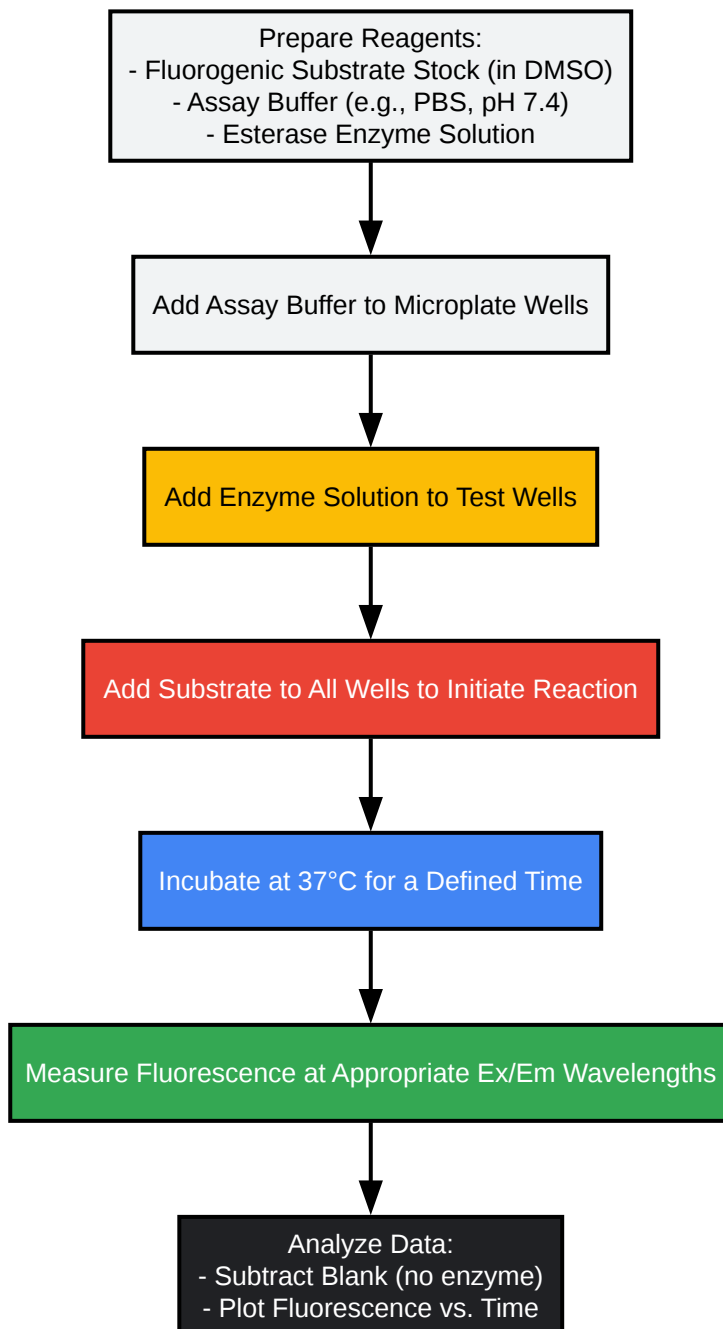 Prepare Reagents:
- Fluorogenic Substrate Stock (in DMSO)
- Assay Buffer (e.g., PBS, pH 7.4)
- Esterase Enzyme Solution
Add Assay Buffer to Microplate Wells
Add Enzyme Solution to Test Wells
Add Substrate to All Wells to Initiate Reaction
Incubate at 37°C for a Defined Time
Measure Fluorescence at Appropriate Ex/Em Wavelengths
Analyze Data:
- Subtract Blank (no enzyme)
- Plot Fluorescence vs. Time